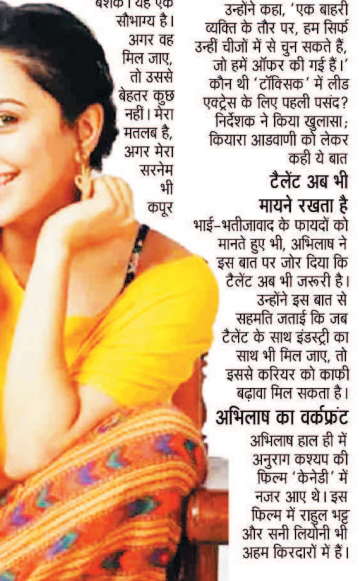 बेशक। यह एक
सौभाग्य है।
अगर वह
मिल जाए,
तो उससे
बेहतर कुछ
नहीं। मेरा
मतलब है,
अगर मेरा
सरनेम
भी
कपूर
उन्होंने कहा, 'एक बाहरी
व्यक्ति के तौर पर, हम सिर्फ
उन्हीं चीजों में से चुन सकते हैं,
जो हमें ऑफर की गई हैं।'
कौन थी 'टॉक्सिक' में लीड
एक्ट्रेस के लिए पहली पसंद?
निर्देशक ने किया खुलासा;
कियारा आडवाणी को लेकर
कही ये बात
टैलेंट अब भी
मायने रखता है
भाई-भतीजावाद के फायदों को
मानते हुए भी, अभिलाष ने
इस बात पर जोर दिया कि
टैलेंट अब भी जरूरी है।
उन्होंने इस बात से
सहमति जताई कि जब
टैलेंट के साथ इंडस्ट्री का
साथ भी मिल जाए, तो
इससे करियर को काफी
बढ़ावा मिल सकता है।
अभिलाष का वर्कफ्रंट
अभिलाष हाल ही में
अनुराग कश्यप की
फिल्म 'केनेडी' में
नजर आए थे। इस
फिल्म में राहुल भट्ट
और सनी लियोनी भी
अहम किरदारों में हैं।